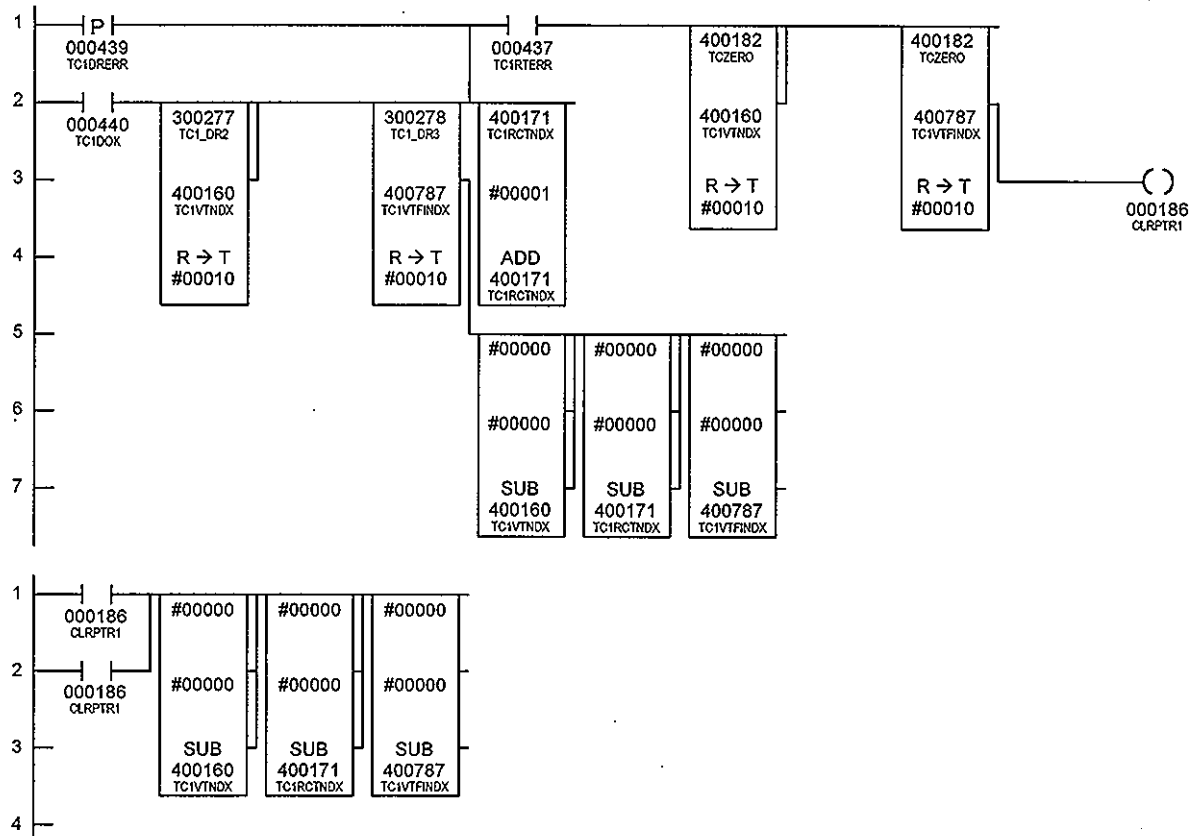 1
P
000439
TC1DRERR
000437
TC1RTERR
400182
TCZERO
400160
TC1VTNDX
R → T
#00010
400182
TCZERO
400787
TC1VTFINDX
R → T
#00010
000186
CLRPTR1
2
000440
TC1DOX
300277
TC1_DR2
400160
TC1VTNDX
R → T
#00010
300278
TC1_DR3
400787
TC1VTFINDX
R → T
#00010
400171
TC1RCTNDX
#00001
ADD
400171
TC1RCTNDX
3
4
5
#00000
#00000
SUB
400160
TC1VTNDX
#00000
#00000
SUB
400171
TC1RCTNDX
#00000
#00000
SUB
400787
TC1VTFINDX
6
7
1
000186
CLRPTR1
#00000
#00000
SUB
400160
TC1VTNDX
#00000
#00000
SUB
400171
TC1RCTNDX
#00000
#00000
SUB
400787
TC1VTFINDX
2
000186
CLRPTR1
3
4